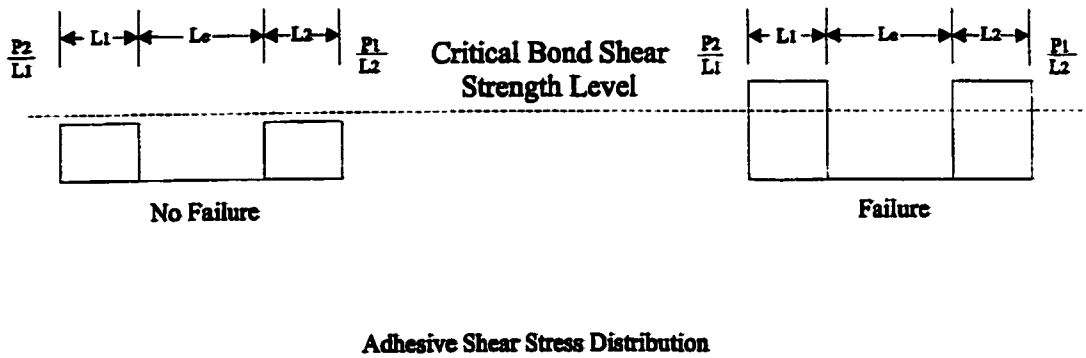 P2
L1
L1
Le
L2
P1
L2
Critical Bond Shear
Strength Level
P2
L1
L1
Le
L2
P1
L2
No Failure
Failure
Adhesive Shear Stress Distribution